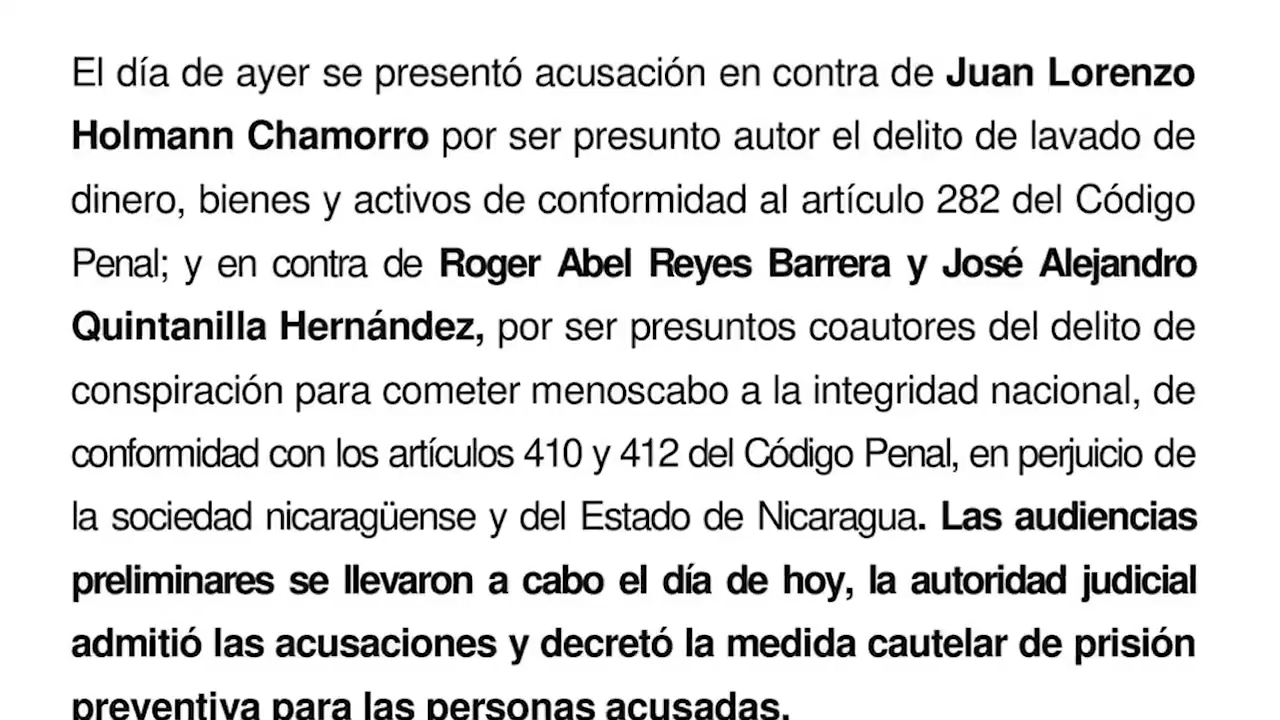 El día de ayer se presentó acusación en contra de Juan Lorenzo
Holmann Chamorro por ser presunto autor el delito de lavado de
dinero, bienes y activos de conformidad al artículo 282 del Código
Penal; y en contra de Roger Abel Reyes Barrera y José Alejandro
Quintanilla Hernández, por ser presuntos coautores del delito de
conspiración para cometer menoscabo a la integridad nacional, de
conformidad con los artículos 410 y 412 del Código Penal, en perjuicio de
la sociedad nicaragüense y del Estado de Nicaragua. Las audiencias
preliminares se llevaron a cabo el día de hoy, la autoridad judicial
admitió las acusaciones y decretó la medida cautelar de prisión
preventiva para las personas acusadas.